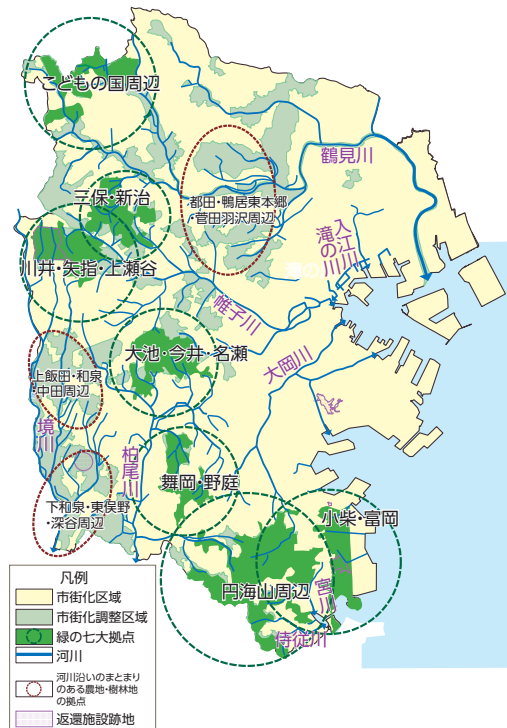 こどもの国周辺
鶴見川
三保・新治
都田・鴨居東本郷
・菅田羽沢周辺
入江川
滝の川
川井・矢指・上瀬谷
帷子川
大池・今井・名瀬
大岡川
上飯田・和泉・
中田周辺
境川
柏尾川
舞岡・野庭
下和泉・東俣野
・深谷周辺
小柴・富岡
円海山周辺
宮川
侍従川
凡例
市街化区域
市街化調整区域
緑の七大拠点
河川
河川沿いのまとまり
のある農地・樹林地
の拠点
返還施設跡地